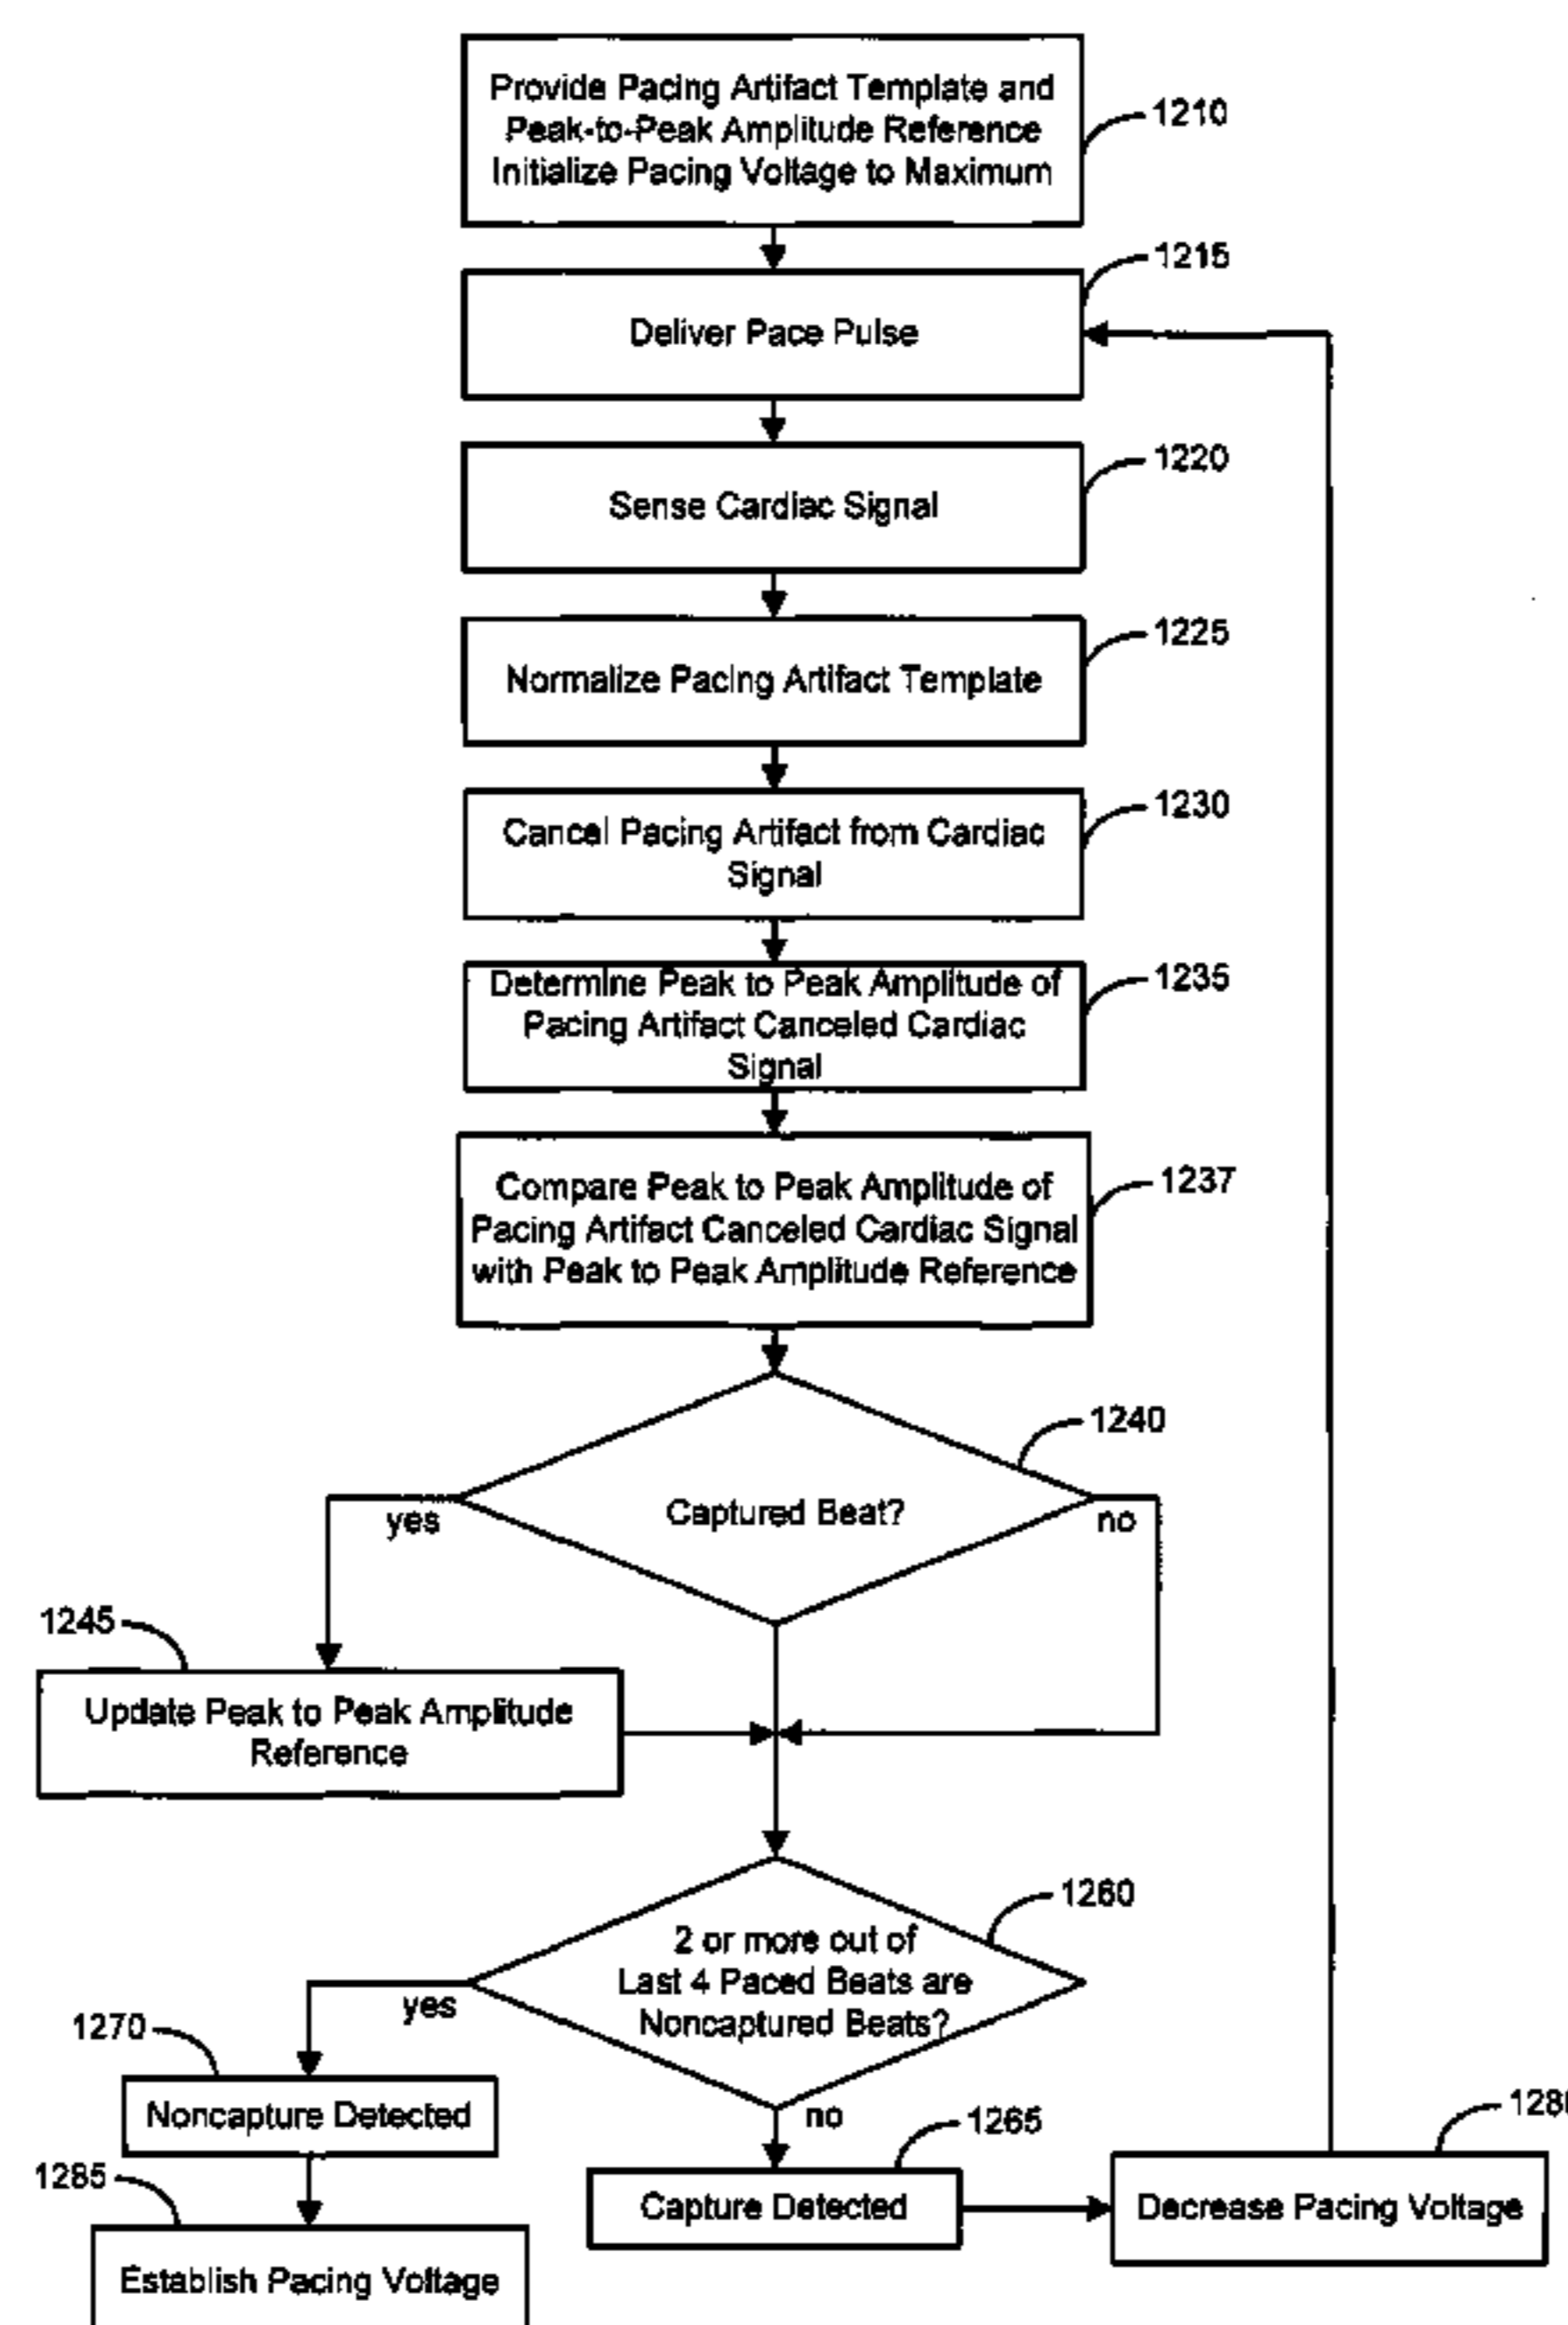 Provide Pacing Artifact Template and
Peak-to-Peak Amplitude Reference
Initialize Pacing Voltage to Maximum
1210
1215
Deliver Pace Pulse
1220
Sense Cardiac Signal
1225
Normalize Pacing Artifact Template
1230
Cancel Pacing Artifact from Cardiac
Signal
1235
Determine Peak to Peak Amplitude of
Pacing Artifact Canceled Cardiac
Signal
1237
Compare Peak to Peak Amplitude of
Pacing Artifact Canceled Cardiac Signal
with Peak to Peak Amplitude Reference
1240
Captured Beat?
yes
no
1245
Update Peak to Peak Amplitude
Reference
1260
2 or more out of
Last 4 Paced Beats are
Noncaptured Beats?
yes
no
1270
Noncapture Detected
1265
Capture Detected
1280
Decrease Pacing Voltage
1285
Establish Pacing Voltage